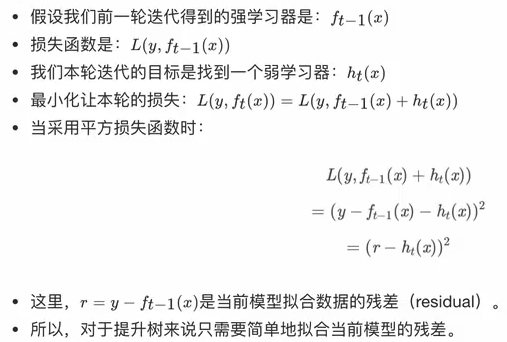 • 假设我们前一轮迭代得到的强学习器是：f_{t−1}(x)
• 损失函数是：L(y, f_{t−1}(x))
• 我们本轮迭代的目标是找到一个弱学习器：h_t(x)
• 最小化让本轮的损失：L(y, f_t(x)) = L(y, f_{t−1}(x) + h_t(x))
• 当采用平方损失函数时：
L(y, f_{t−1}(x) + h_t(x))
= (y − f_{t−1}(x) − h_t(x))²
= (r − h_t(x))²
• 这里，r = y − f_{t−1}(x)是当前模型拟合数据的残差（residual）。
• 所以，对于提升树来说只需要简单地拟合当前模型的残差。